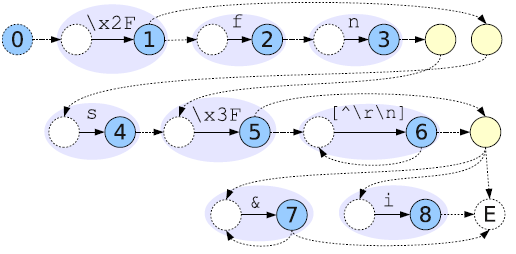 \x2F f n
0 1 2 3
s \x3F [^\r\n]
4 5 6
& i
7 8 E